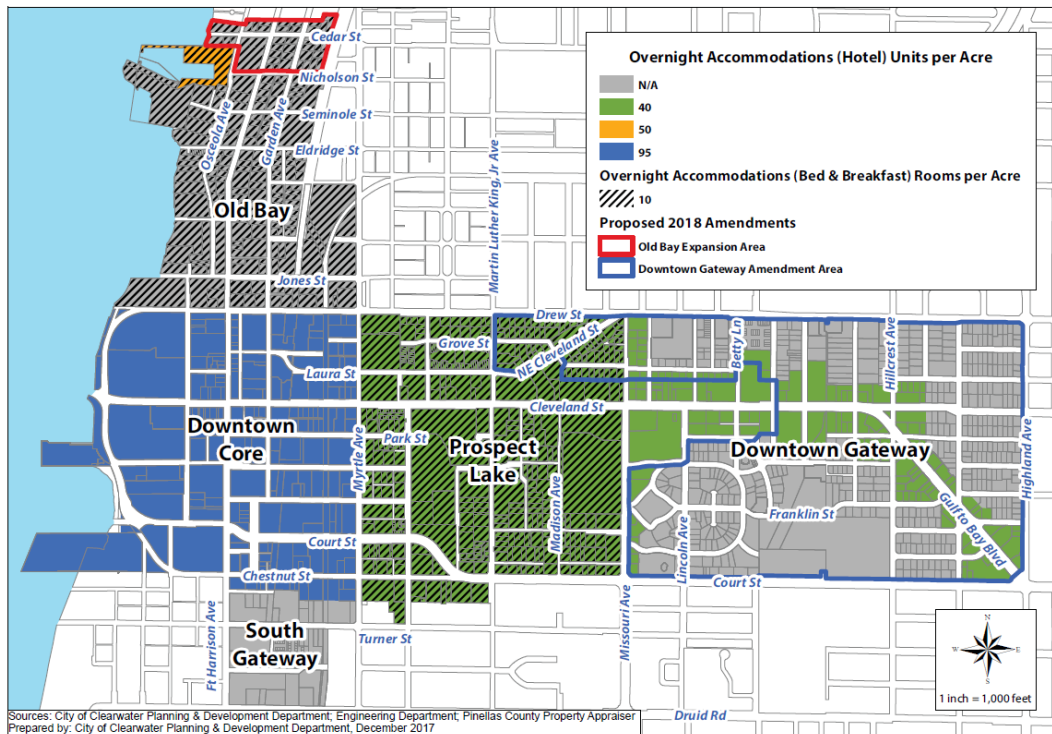 Cedar St
Nicholson St
Seminole St
Eldridge St
Osceola Ave
Garden Ave
Old Bay
Jones St
Martin Luther King, Jr Ave
Overnight Accommodations (Hotel) Units per Acre
N/A
40
50
95
Overnight Accommodations (Bed & Breakfast) Rooms per Acre
10
Proposed 2018 Amendments
Old Bay Expansion Area
Downtown Gateway Amendment Area
Drew St
Grove St
NE Cleveland St
Betty Ln
Hillcrest Ave
Laura St
Cleveland St
Downtown
Core
Myrtle Ave
Park St
Prospect
Lake
Madison Ave
Downtown Gateway
Highland Ave
Franklin St
Gulf to Bay Blvd
Lincoln Ave
Court St
Court St
Chestnut St
Ft Harrison Ave
South
Gateway
Turner St
Missouri Ave
Druid Rd
N
W
E
S
1 inch = 1,000 feet
Sources: City of Clearwater Planning & Development Department; Engineering Department; Pinellas County Property Appraiser
Prepared by: City of Clearwater Planning & Development Department, December 2017